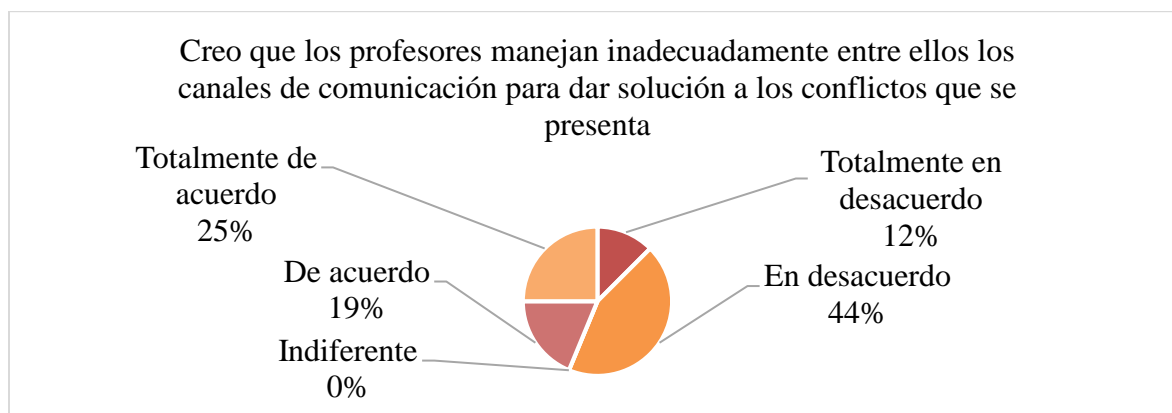 Creo que los profesores manejan inadecuadamente entre ellos los
canales de comunicación para dar solución a los conflictos que se
presenta
Totalmente de
acuerdo
25%
Totalmente en
desacuerdo
12%
De acuerdo
19%
En desacuerdo
44%
Indiferente
0%